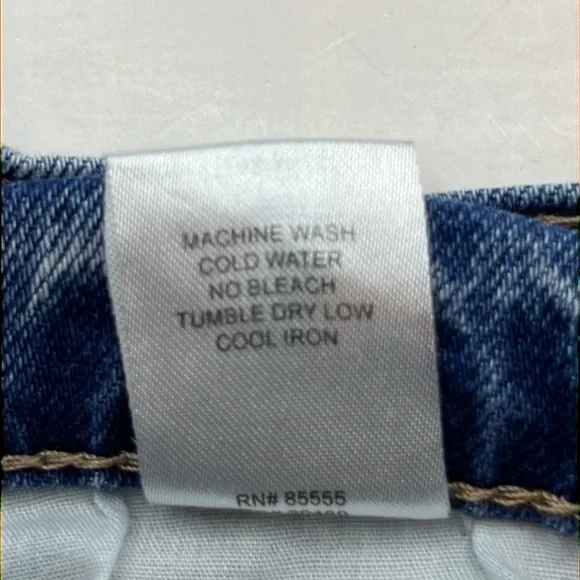 MACHINE WASH
COLD WATER
NO BLEACH
TUMBLE DRY LOW
COOL IRON
RN# 85555